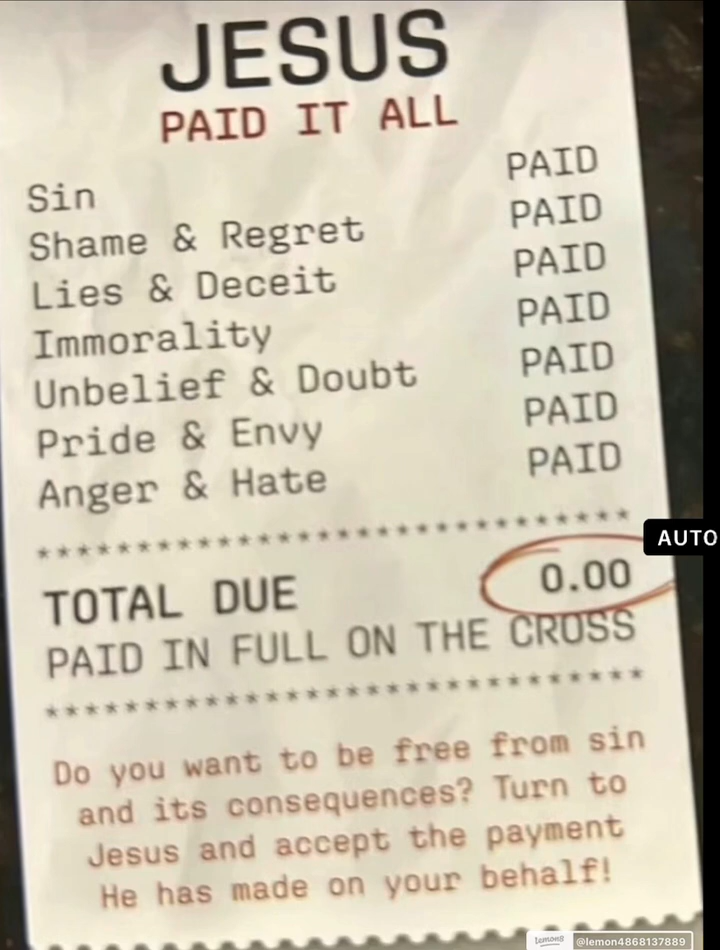 JESUS
PAID IT ALL
Sin PAID
Shame & Regret PAID
Lies & Deceit PAID
Immorality PAID
Unbelief & Doubt PAID
Pride & Envy PAID
Anger & Hate PAID
********************************
AUTO
TOTAL DUE 0.00
PAID IN FULL ON THE CROSS
********************************
Do you want to be free from sin
and its consequences? Turn to
Jesus and accept the payment
He has made on your behalf!
lemon8 @lemon4868137889